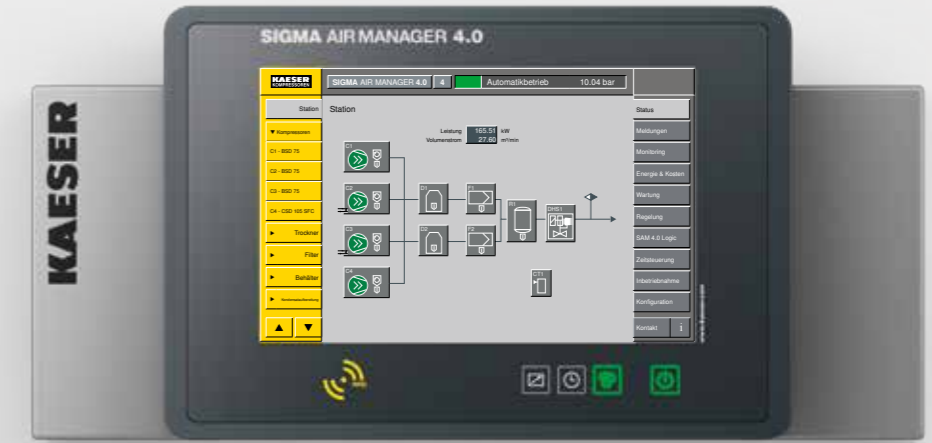 SIGMA AIR MANAGER 4.0
KAESER
KAESER
KOMPRESSOREN
SIGMA AIR MANAGER 4.0 4 Automatikbetrieb 10.04 bar
Station
Kompressoren
C1 - BSD 75
C2 - BSD 75
C3 - BSD 75
C4 - CSD 105 SFC
Trockner
Filter
Behälter
Station
Leistung 165.51 kW
Volumenstrom 27.60 m³/min
C1
C2
C3
C4
D1
D2
F1
F2
R1
DHS1
CT1
Status
Meldungen
Monitoring
Energie & Kosten
Wartung
Regelung
SAM 4.0 Logic
Zeitsteuerung
Inbetriebnahme
Konfiguration
Kontakt i